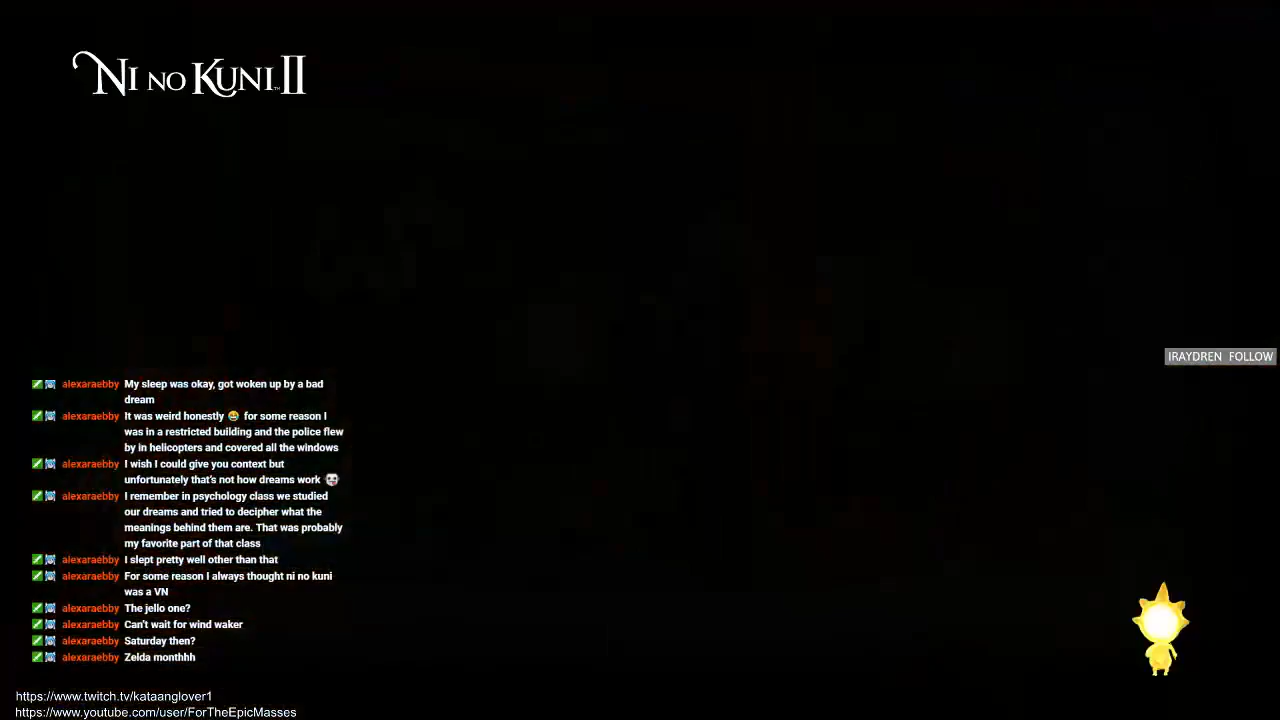 NI NO KUNI™ II
IRAYDREN FOLLOW
alexaraebby My sleep was okay, got woken up by a bad
dream
alexaraebby It was weird honestly 😂 for some reason I
was in a restricted building and the police flew
by in helicopters and covered all the windows
alexaraebby I wish I could give you context but
unfortunately that's not how dreams work 💀
alexaraebby I remember in psychology class we studied
our dreams and tried to decipher what the
meanings behind them are. That was probably
my favorite part of that class
alexaraebby I slept pretty well other than that
alexaraebby For some reason I always thought ni no kuni
was a VN
alexaraebby The jello one?
alexaraebby Can't wait for wind waker
alexaraebby Saturday then?
alexaraebby Zelda monthhh
https://www.twitch.tv/kataanglover1
https://www.youtube.com/user/ForTheEpicMasses